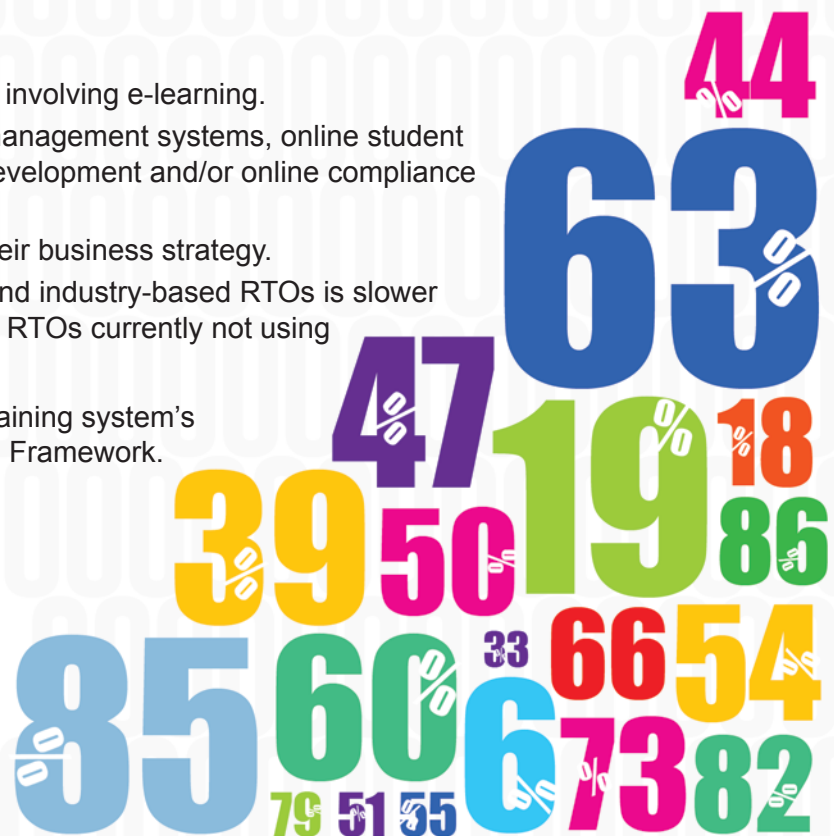 involving e-learning.
anagement systems, online student
evelopment and/or online compliance
eir business strategy.
nd industry-based RTOs is slower
RTOs currently not using
aining system's
Framework.
44%
63%
47%
19%
18%
39%
50%
86%
85%
60%
33%
66%
54%
6%
73%
82%
79%
51%
55%